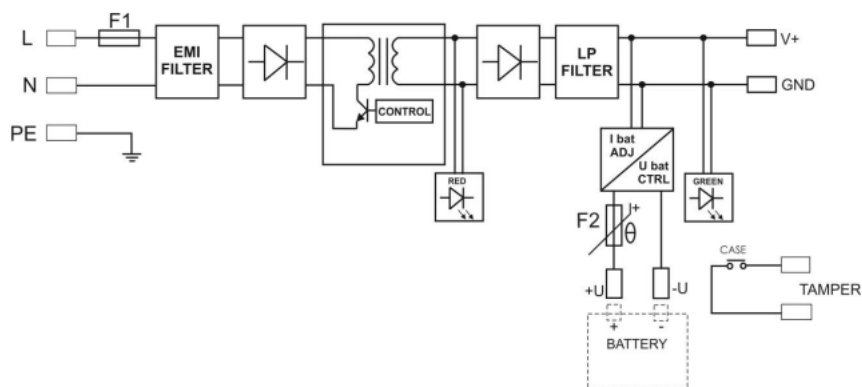 F1
L
N
PE
EMI
FILTER
CONTROL
RED
LP
FILTER
V+
GND
I bat
ADJ
U bat
CTRL
GREEN
F2
I+
θ
+U
-U
+ -
BATTERY
CASE
TAMPER